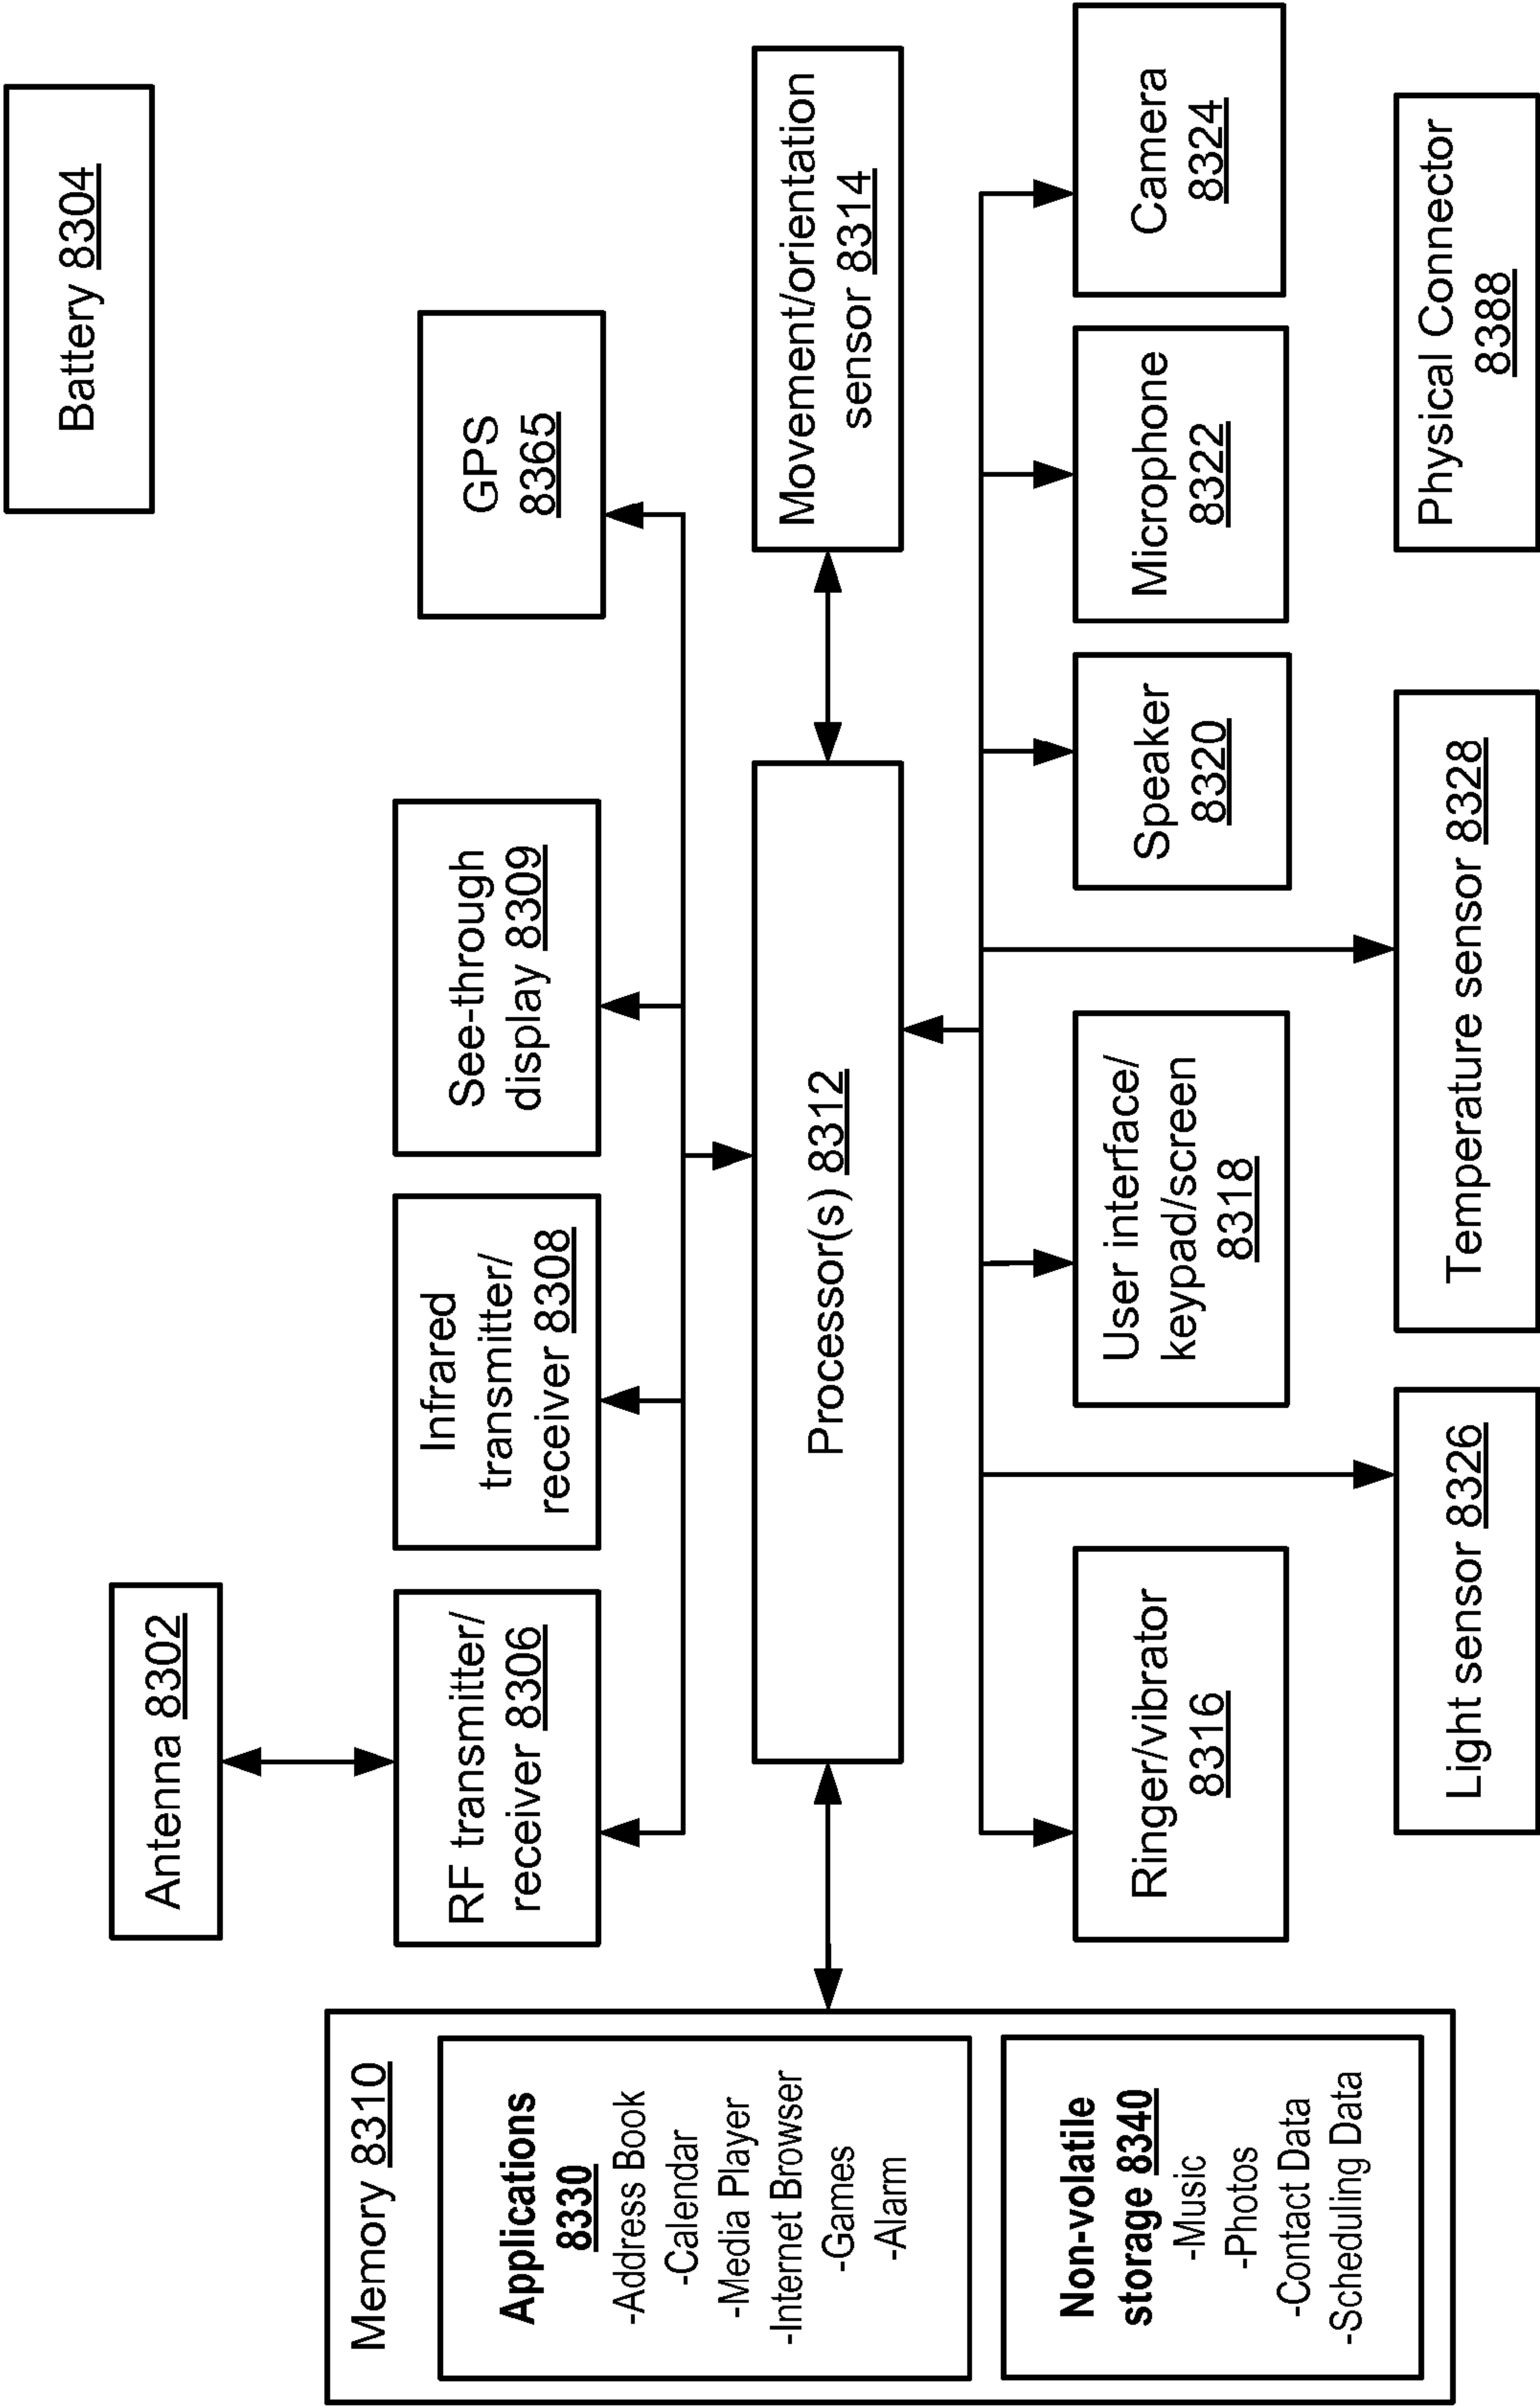 Battery 8304
Antenna 8302
RF transmitter/
receiver 8306
Infrared
transmitter/
receiver 8308
See-through
display 8309
GPS
8365
Memory 8310
Applications
8330
-Address Book
-Calendar
-Media Player
-Internet Browser
-Games
-Alarm
Non-volatile
storage 8340
-Music
-Photos
-Contact Data
-Scheduling Data
Processor(s) 8312
Movement/orientation
sensor 8314
Ringer/vibrator
8316
User interface/
keypad/screen
8318
Speaker
8320
Microphone
8322
Camera
8324
Light sensor 8326
Temperature sensor 8328
Physical Connector
8388